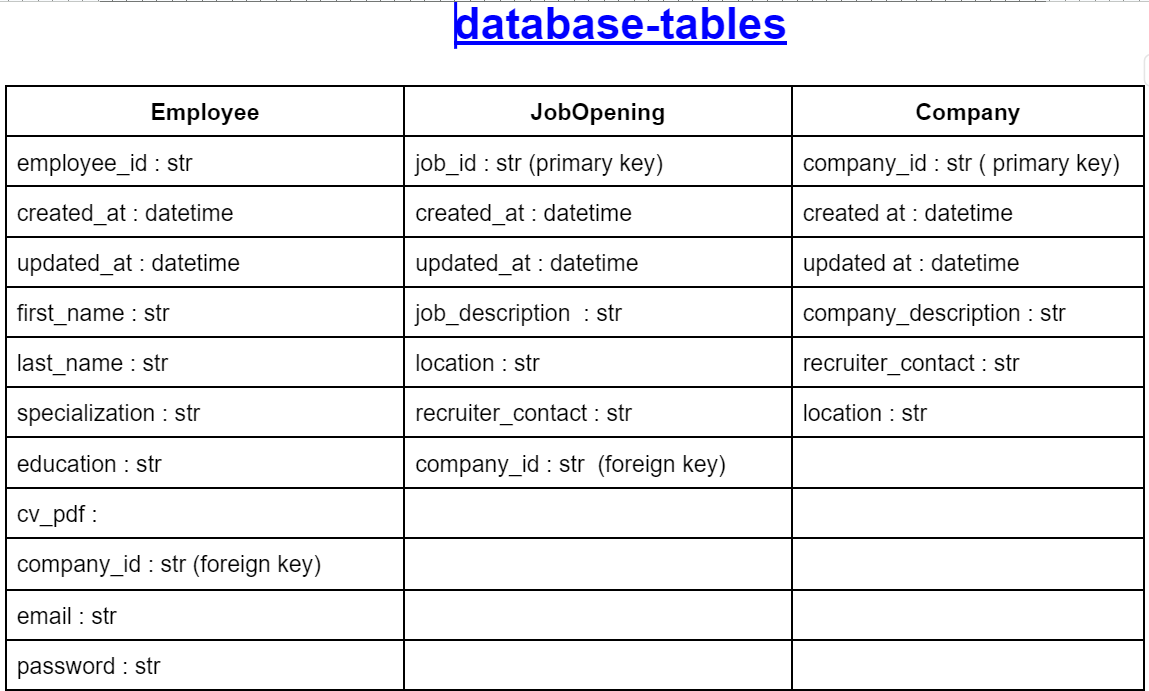 database-tables
Employee JobOpening Company
employee_id : str job_id : str (primary key) company_id : str ( primary key)
created_at : datetime created_at : datetime created at : datetime
updated_at : datetime updated_at : datetime updated at : datetime
first_name : str job_description  : str company_description : str
last_name : str location : str recruiter_contact : str
specialization : str recruiter_contact : str location : str
education : str company_id : str  (foreign key)
cv_pdf :
company_id : str (foreign key)
email : str
password : str